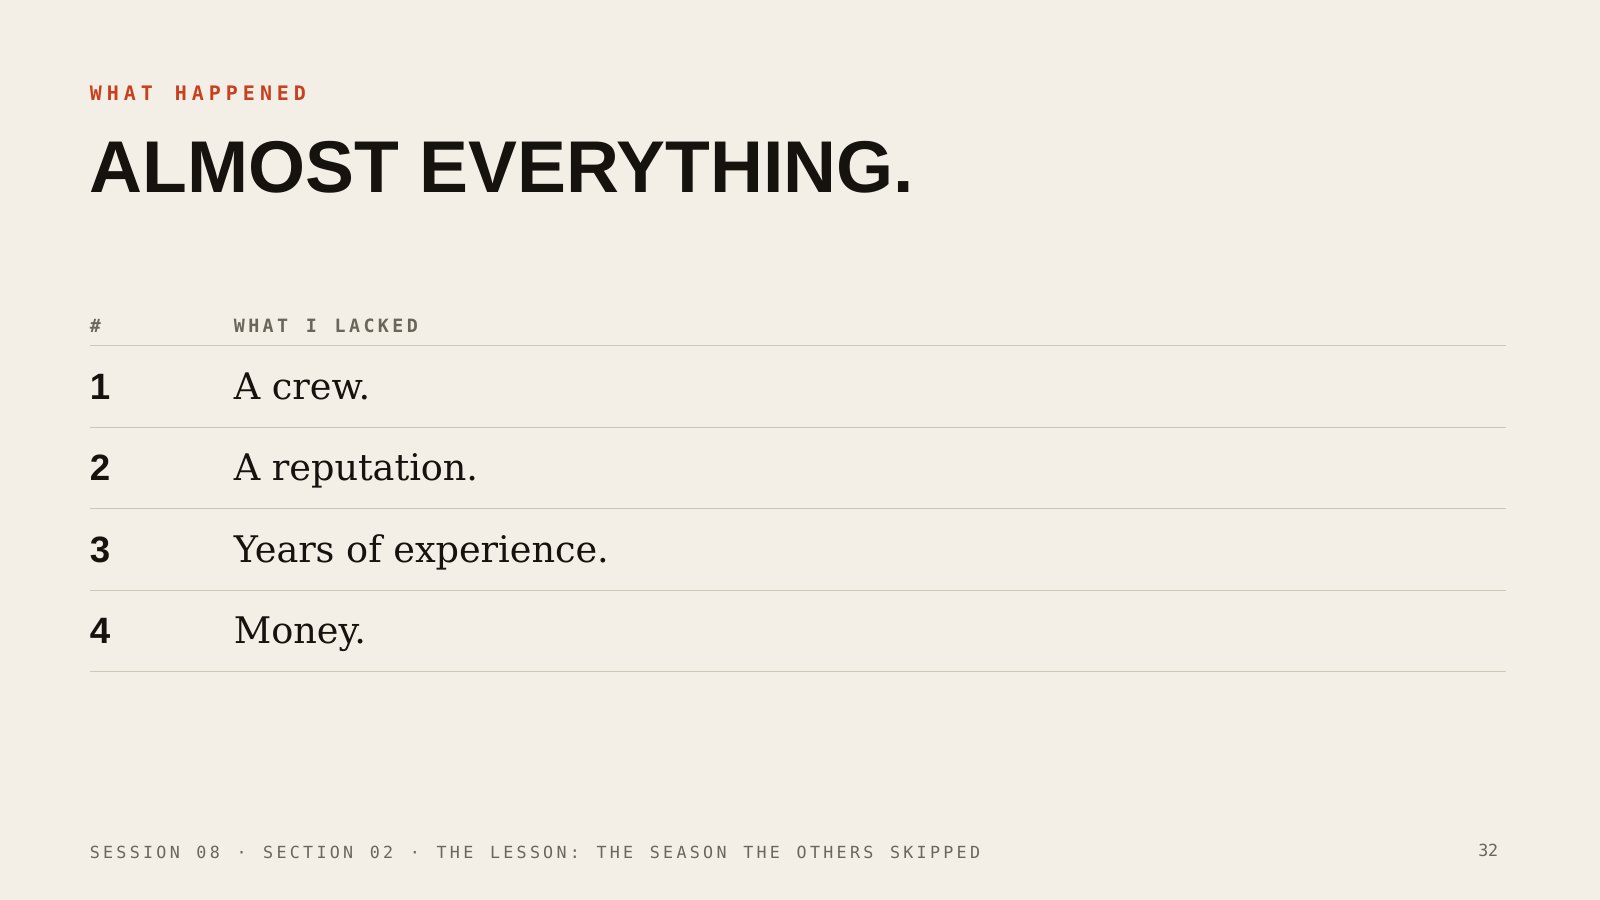 WHAT HAPPENED
ALMOST EVERYTHING.
# WHAT I LACKED
1 A crew.
2 A reputation.
3 Years of experience.
4 Money.
SESSION 08 · SECTION 02 · THE LESSON: THE SEASON THE OTHERS SKIPPED 32